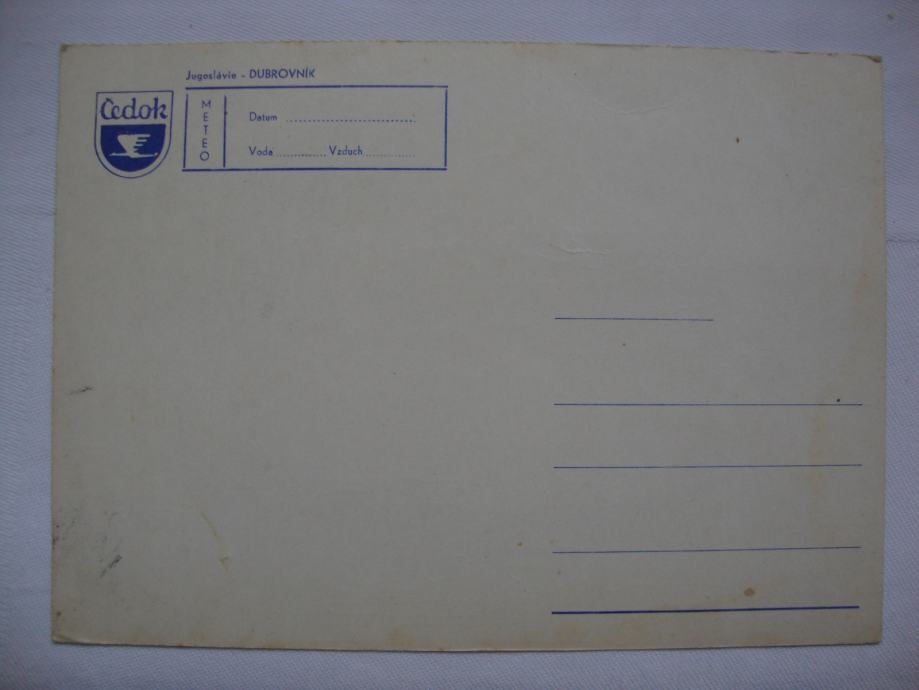 Jugoslávie - DUBROVNÍK
Čedok
METEO
Datum ................................
Voda ............. Vzduch .............